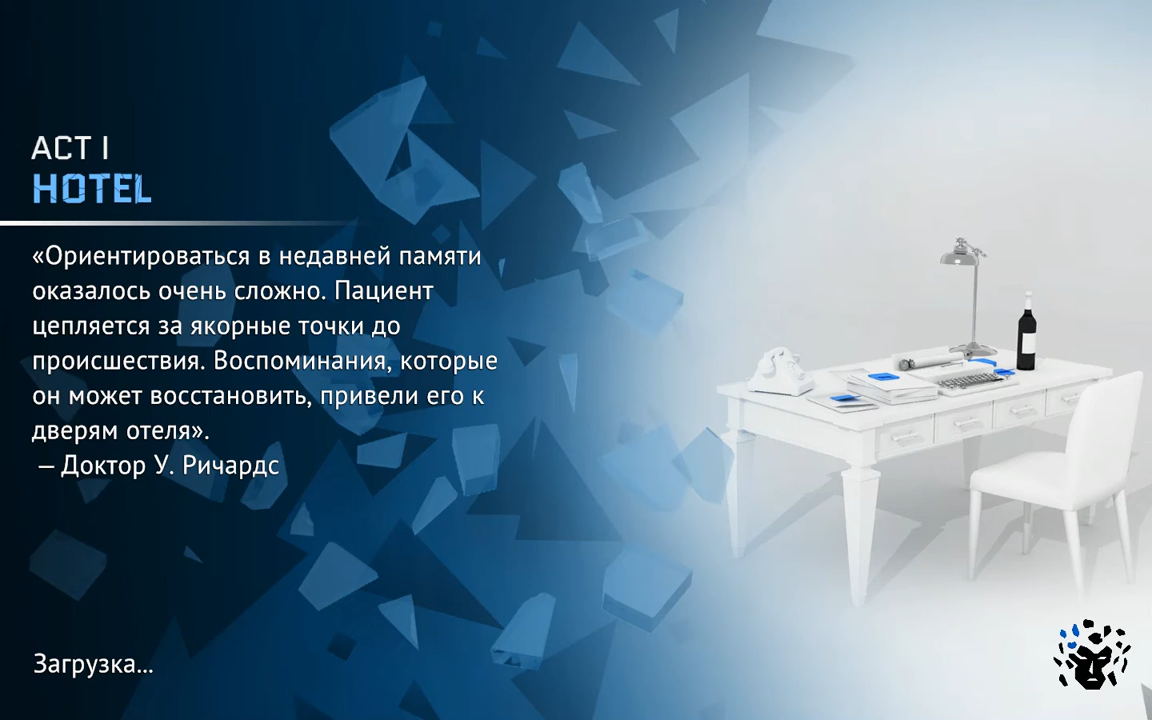 ACT I
HOTEL
«Ориентироваться в недавней памяти
оказалось очень сложно. Пациент
цепляется за якорные точки до
происшествия. Воспоминания, которые
он может восстановить, привели его к
дверям отеля».
— Доктор У. Ричардс
Загрузка...